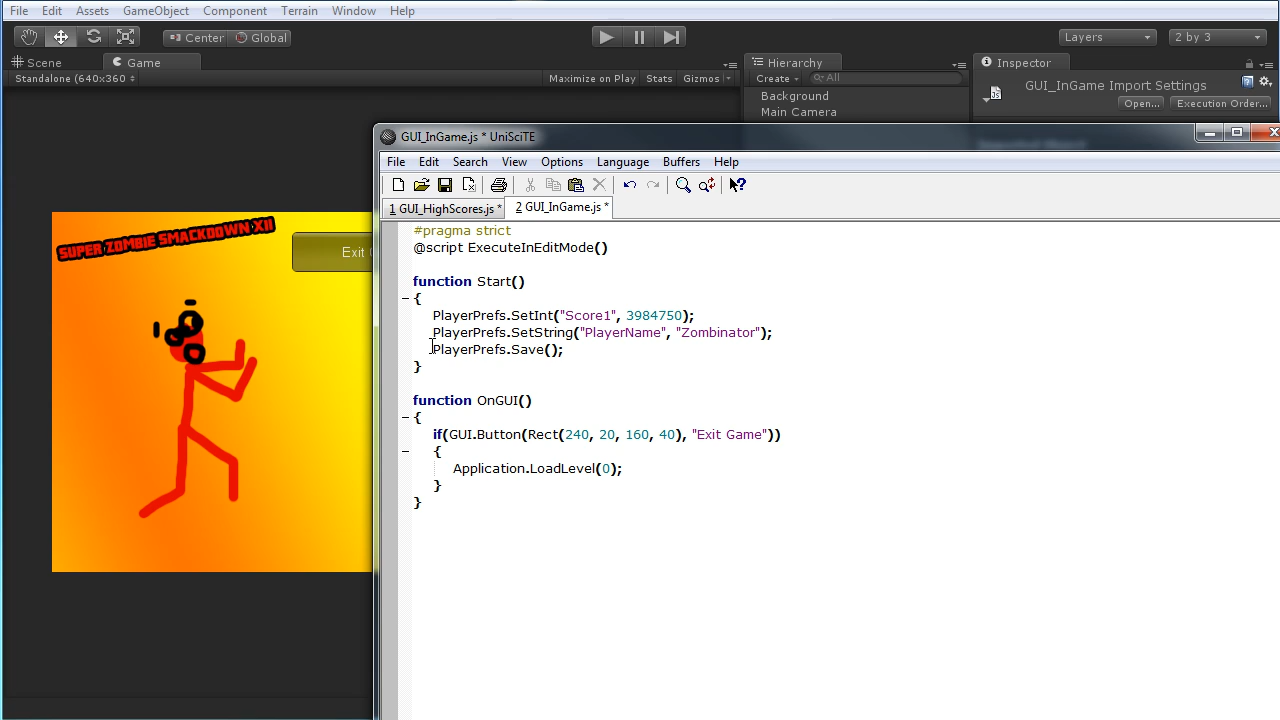 File Edit Assets GameObject Component Terrain Window Help
Center Global Layers 2 by 3
Scene Game Hierarchy Inspector
Standalone (640x360) Maximize on Play Stats Gizmos Create All GUI_InGame Import Settings
Background
Open... Execution Order...
Main Camera
GUI_InGame.js * UniSciTE
File Edit Search View Options Language Buffers Help
1 GUI_HighScores.js * 2 GUI_InGame.js *
SUPER ZOMBIE SMACKDOWN XII
Exit
#pragma strict
@script ExecuteInEditMode()
function Start()
{
PlayerPrefs.SetInt("Score1", 3984750);
PlayerPrefs.SetString("PlayerName", "Zombinator");
PlayerPrefs.Save();
}
function OnGUI()
{
if(GUI.Button(Rect(240, 20, 160, 40), "Exit Game"))
{
Application.LoadLevel(0);
}
}